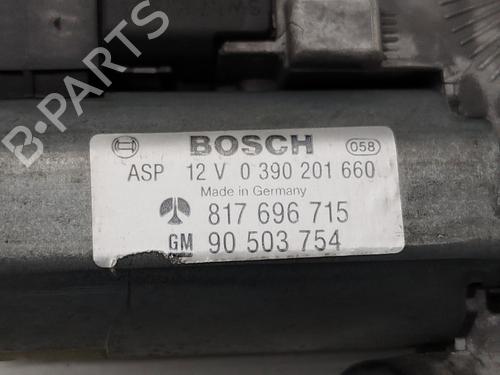 BOSCH
058
ASP 12 V 0 390 201 660
Made in Germany
817 696 715
GM 90 503 754
B-PARTS